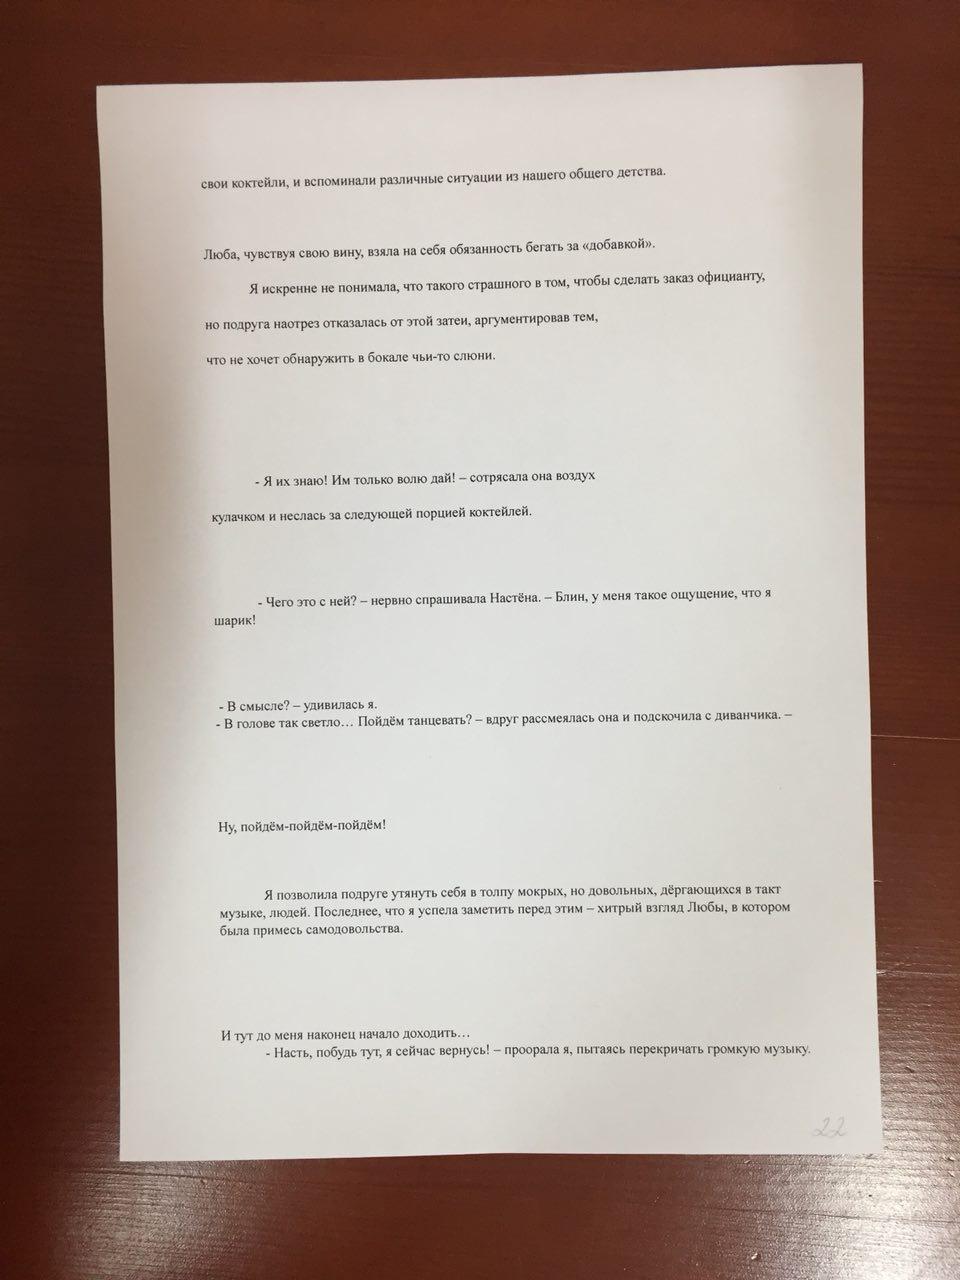 свои коктейли, и вспоминали различные ситуации из нашего общего детства.
Люба, чувствуя свою вину, взяла на себя обязанность бегать за «добавкой».
Я искренне не понимала, что такого страшного в том, чтобы сделать заказ официанту,
но подруга наотрез отказалась от этой затеи, аргументировав тем,
что не хочет обнаружить в бокале чьи-то слюни.
- Я их знаю! Им только волю дай! – сотрясала она воздух
кулачком и неслась за следующей порцией коктейлей.
- Чего это с ней? – нервно спрашивала Настёна. – Блин, у меня такое ощущение, что я
шарик!
- В смысле? – удивилась я.
- В голове так светло… Пойдём танцевать? – вдруг рассмеялась она и подскочила с диванчика. –
Ну, пойдём-пойдём-пойдём!
Я позволила подруге утянуть себя в толпу мокрых, но довольных, дёргающихся в такт
музыке, людей. Последнее, что я успела заметить перед этим – хитрый взгляд Любы, в котором
была примесь самодовольства.
И тут до меня наконец начало доходить…
- Насть, побудь тут, я сейчас вернусь! – проорала я, пытаясь перекричать громкую музыку.
22